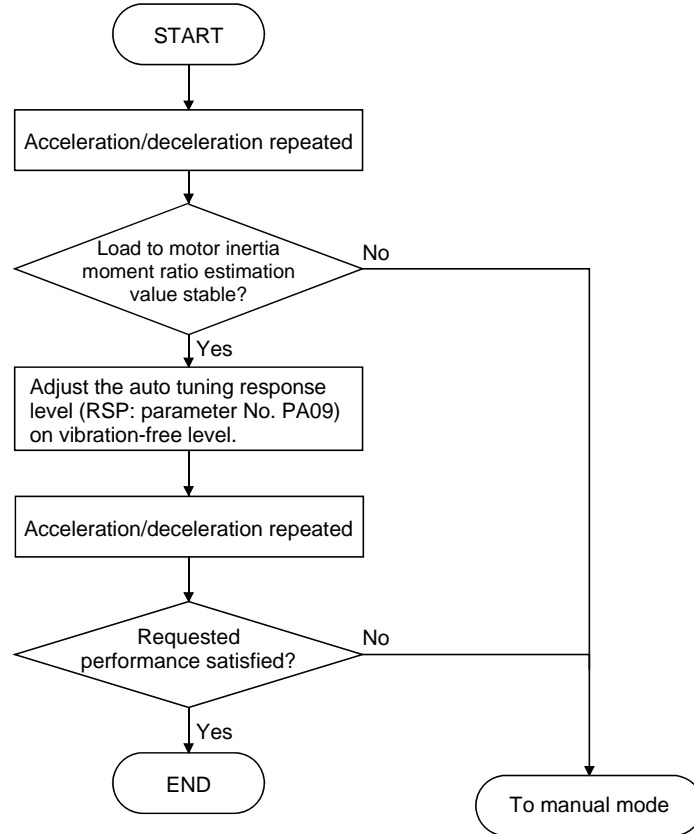 START
Acceleration/deceleration repeated
Load to motor inertia
moment ratio estimation
value stable?
No
Yes
Adjust the auto tuning response
level (RSP: parameter No. PA09)
on vibration-free level.
Acceleration/deceleration repeated
Requested
performance satisfied?
No
Yes
END
To manual mode